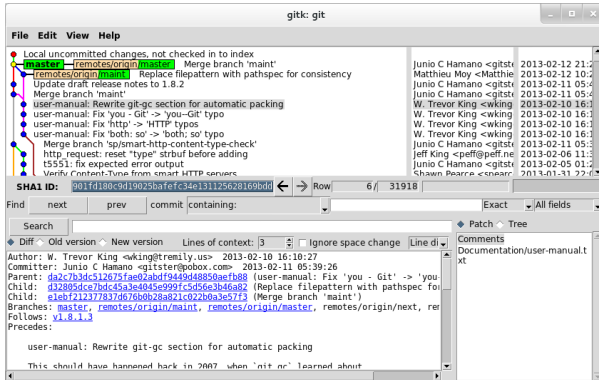 gitk: git
File Edit View Help
Local uncommitted changes, not checked in to index
master remotes/origin/master Merge branch 'maint' Junio C Hamano <gitste 2013-02-12 21:2
remotes/origin/maint Replace filepattern with pathspec for consistency Matthieu Moy <Matthie 2013-02-12 10:2
Update draft release notes to 1.8.2 Junio C Hamano <gitste 2013-02-11 05:4
Merge branch 'maint' Junio C Hamano <gitste 2013-02-11 05:4
user-manual: Rewrite git-gc section for automatic packing W. Trevor King <wking 2013-02-10 16:1
user-manual: Fix 'you - Git' -> 'you--Git' typo W. Trevor King <wking 2013-02-10 16:1
user-manual: Fix 'http' -> 'HTTP' typos W. Trevor King <wking 2013-02-10 16:1
user-manual: Fix 'both: so' -> 'both; so' typo W. Trevor King <wking 2013-02-10 16:1
Merge branch 'sp/smart-http-content-type-check' Junio C Hamano <gitste 2013-02-11 05:3
http_request: reset "type" strbuf before adding Jeff King <peff@peff.ne 2013-02-06 11:3
t5551: fix expected error output Junio C Hamano <gitste 2013-02-05 01:2
Verify Content-Type from smart HTTP servers Shawn Pearce <spearc 2013-01-31 22:0
SHA1 ID: 901fd180c9d19025bafefc34e131125628169bdd Row 6 / 31918
Find next prev commit containing: Exact All fields
Search
Diff Old version New version Lines of context: 3 Ignore space change Line di
Patch Tree
Author: W. Trevor King <wking@tremily.us> 2013-02-10 16:10:27
Committer: Junio C Hamano <gitster@pobox.com> 2013-02-11 05:39:26
Parent: da2c7b3dc512675fae02abdf9449d48850aefb88 (user-manual: Fix 'you - Git' -> 'you-
Child: d32805dce7bdc45a3e4045e999fc5d56e3b46a82 (Replace filepattern with pathspec for
Child: e1ebf212377837d676b0b28a821c022b0a3e57f3 (Merge branch 'maint')
Branches: master, remotes/origin/maint, remotes/origin/master, remotes/origin/next, rem
Follows: v1.8.1.3
Precedes:
user-manual: Rewrite git-gc section for automatic packing
This should have happened back in 2007, when `git gc` learned about
Comments
Documentation/user-manual.t
xt